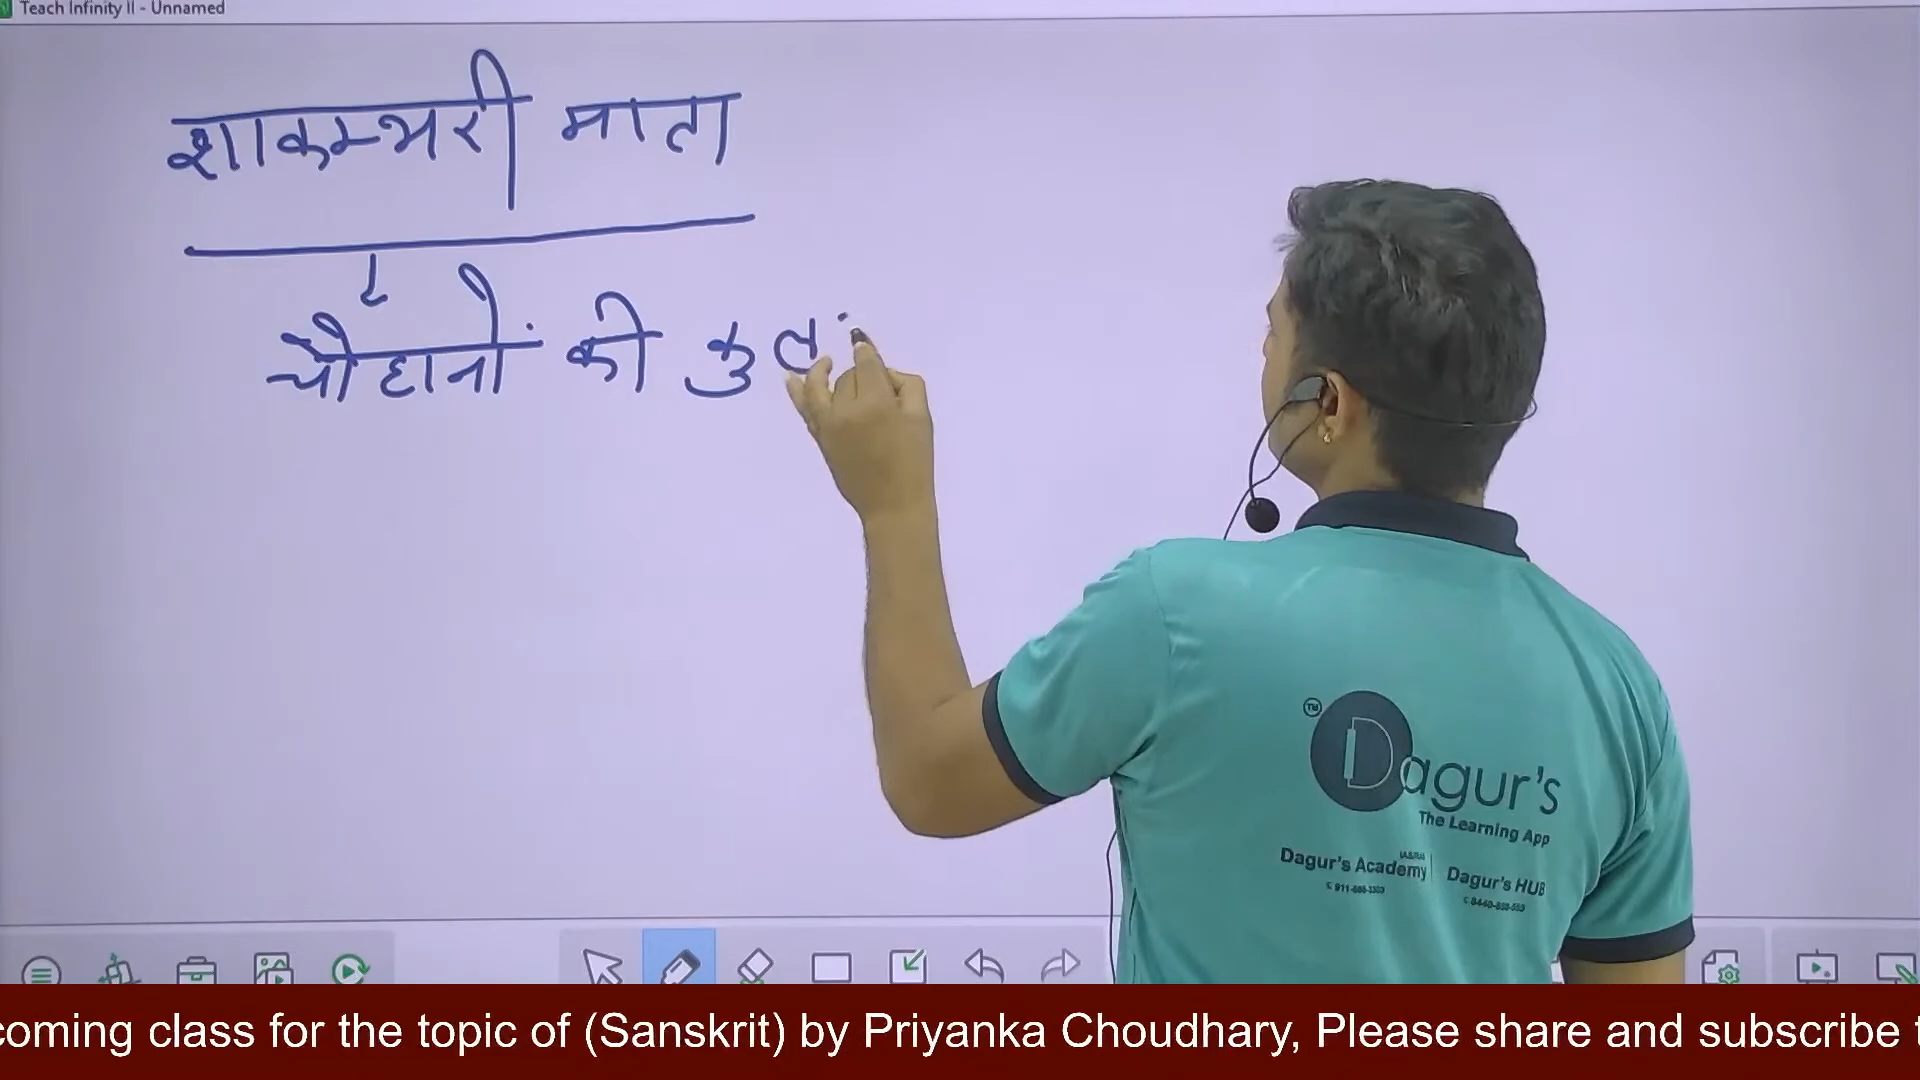 Teach Infinity II - Unnamed
शाकम्भरी माता
चौहानों की कुल
TM
Dagur's
The Learning App
Dagur's Academy
Dagur's HUB
coming class for the topic of (Sanskrit) by Priyanka Choudhary, Please share and subscribe t